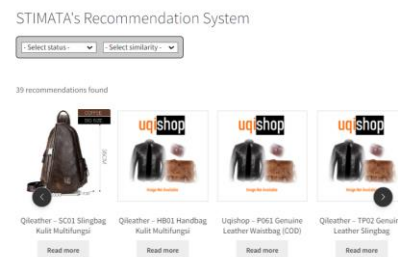 STIMATA's Recommendation System
- Select status -
- Select similarity -
39 recommendations found
uqishop
uqishop
uqishop
Qileather – SC01 Slingbag
Kulit Multifungsi
Qileather – HB01 Handbag
Kulit Multifungsi
Uqishop – P061 Genuine
Leather Waistbag (COD)
Qileather – TP02 Genuin
Leather Slingbag
Read more
Read more
Read more
Read more